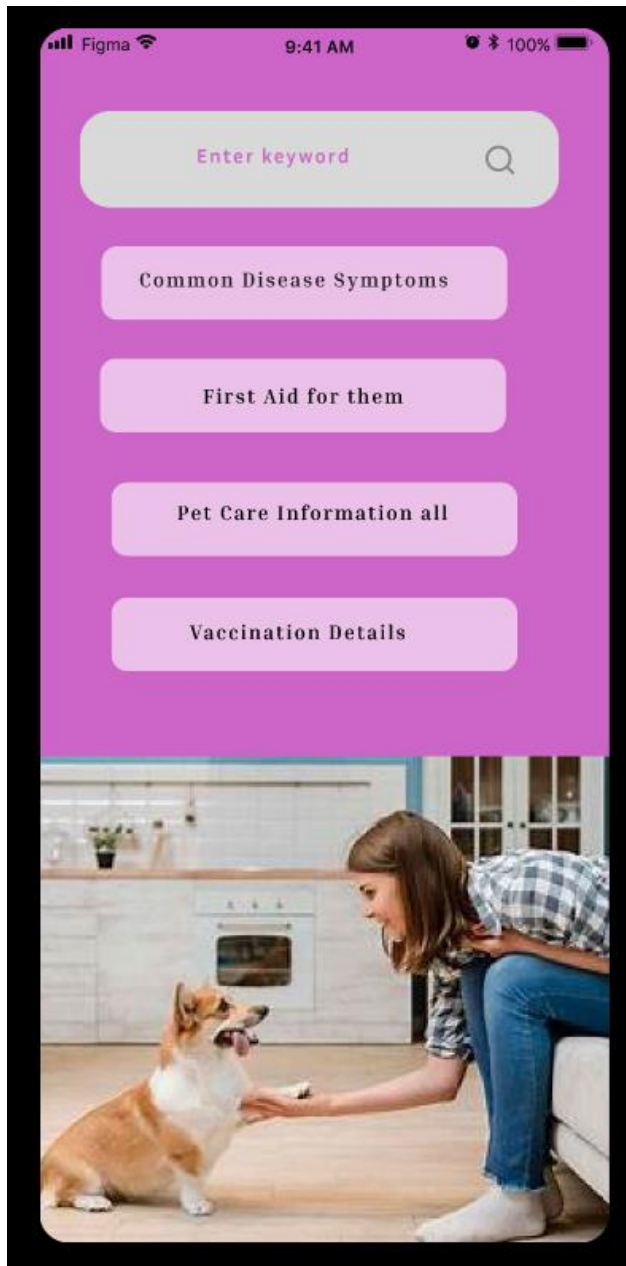 Figma 9:41 AM 100%
Enter keyword
Common Disease Symptoms
First Aid for them
Pet Care Information all
Vaccination Details